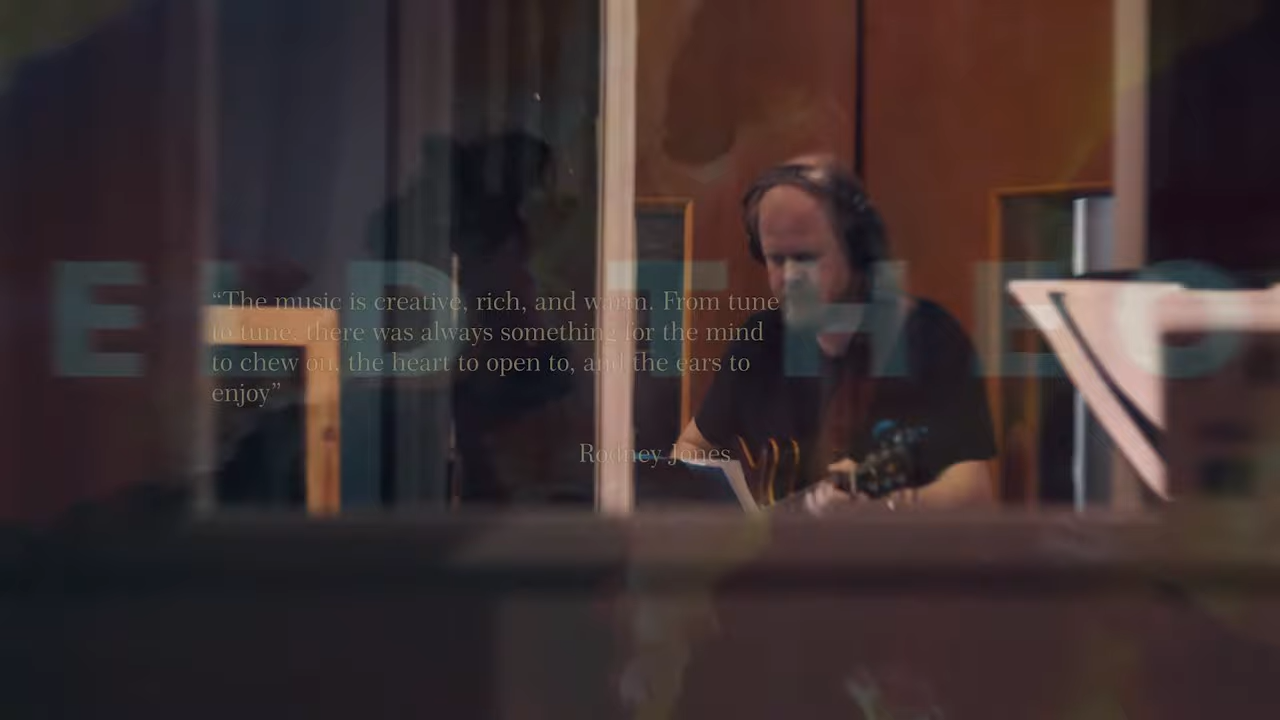 “The music is creative, rich, and warm. From tune
to tune, there was always something for the mind
to chew on, the heart to open to, and the ears to
enjoy”
Rodney Jones